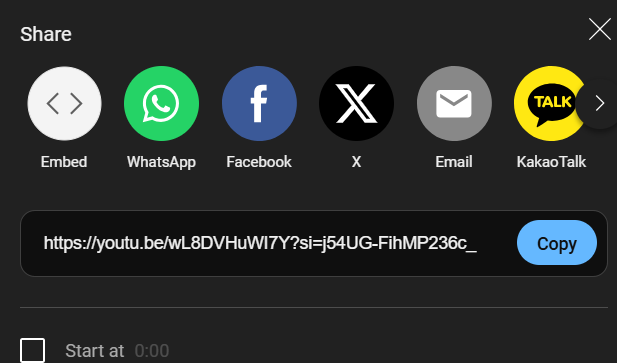 Share
TALK
Embed WhatsApp Facebook X Email KakaoTalk
https://youtu.be/wL8DVHuWI7Y?si=j54UG-FihMP236c_ Copy
Start at 0:00